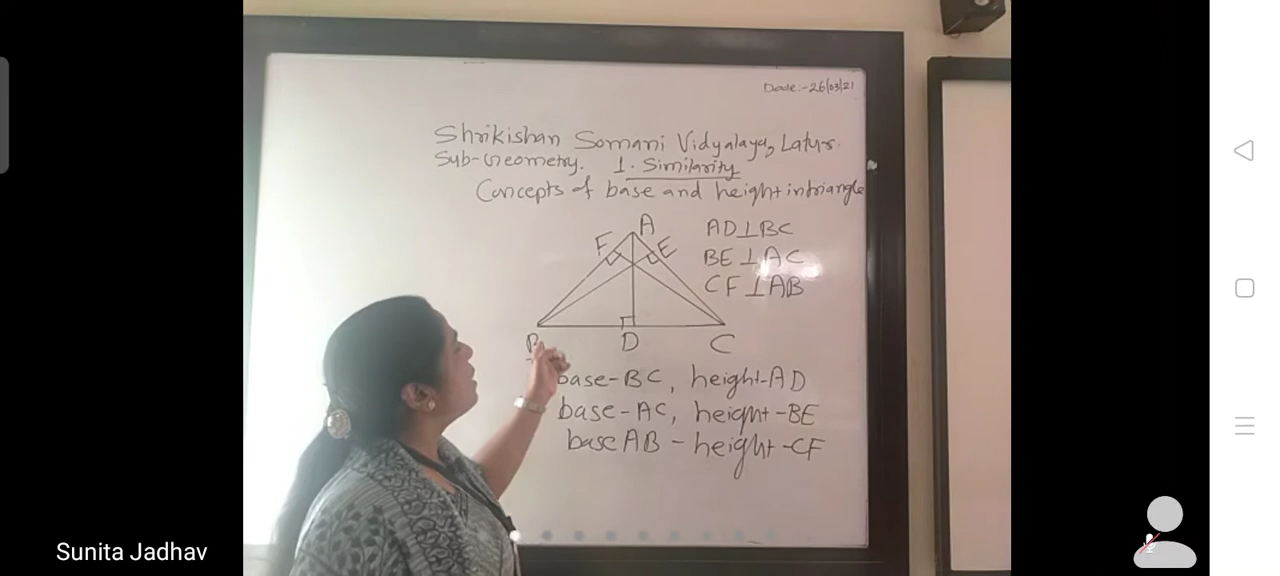 Date:-26/03/21
Shrikishan Somani Vidyalaya, Latur.
Sub-Geometry. 1. Similarity
Concepts of base and height in triangle
A
F
E
B
D
C
AD⊥BC
BE⊥AC
CF⊥AB
base-BC, height-AD
base-AC, height-BE
base AB - height-CF
Sunita Jadhav